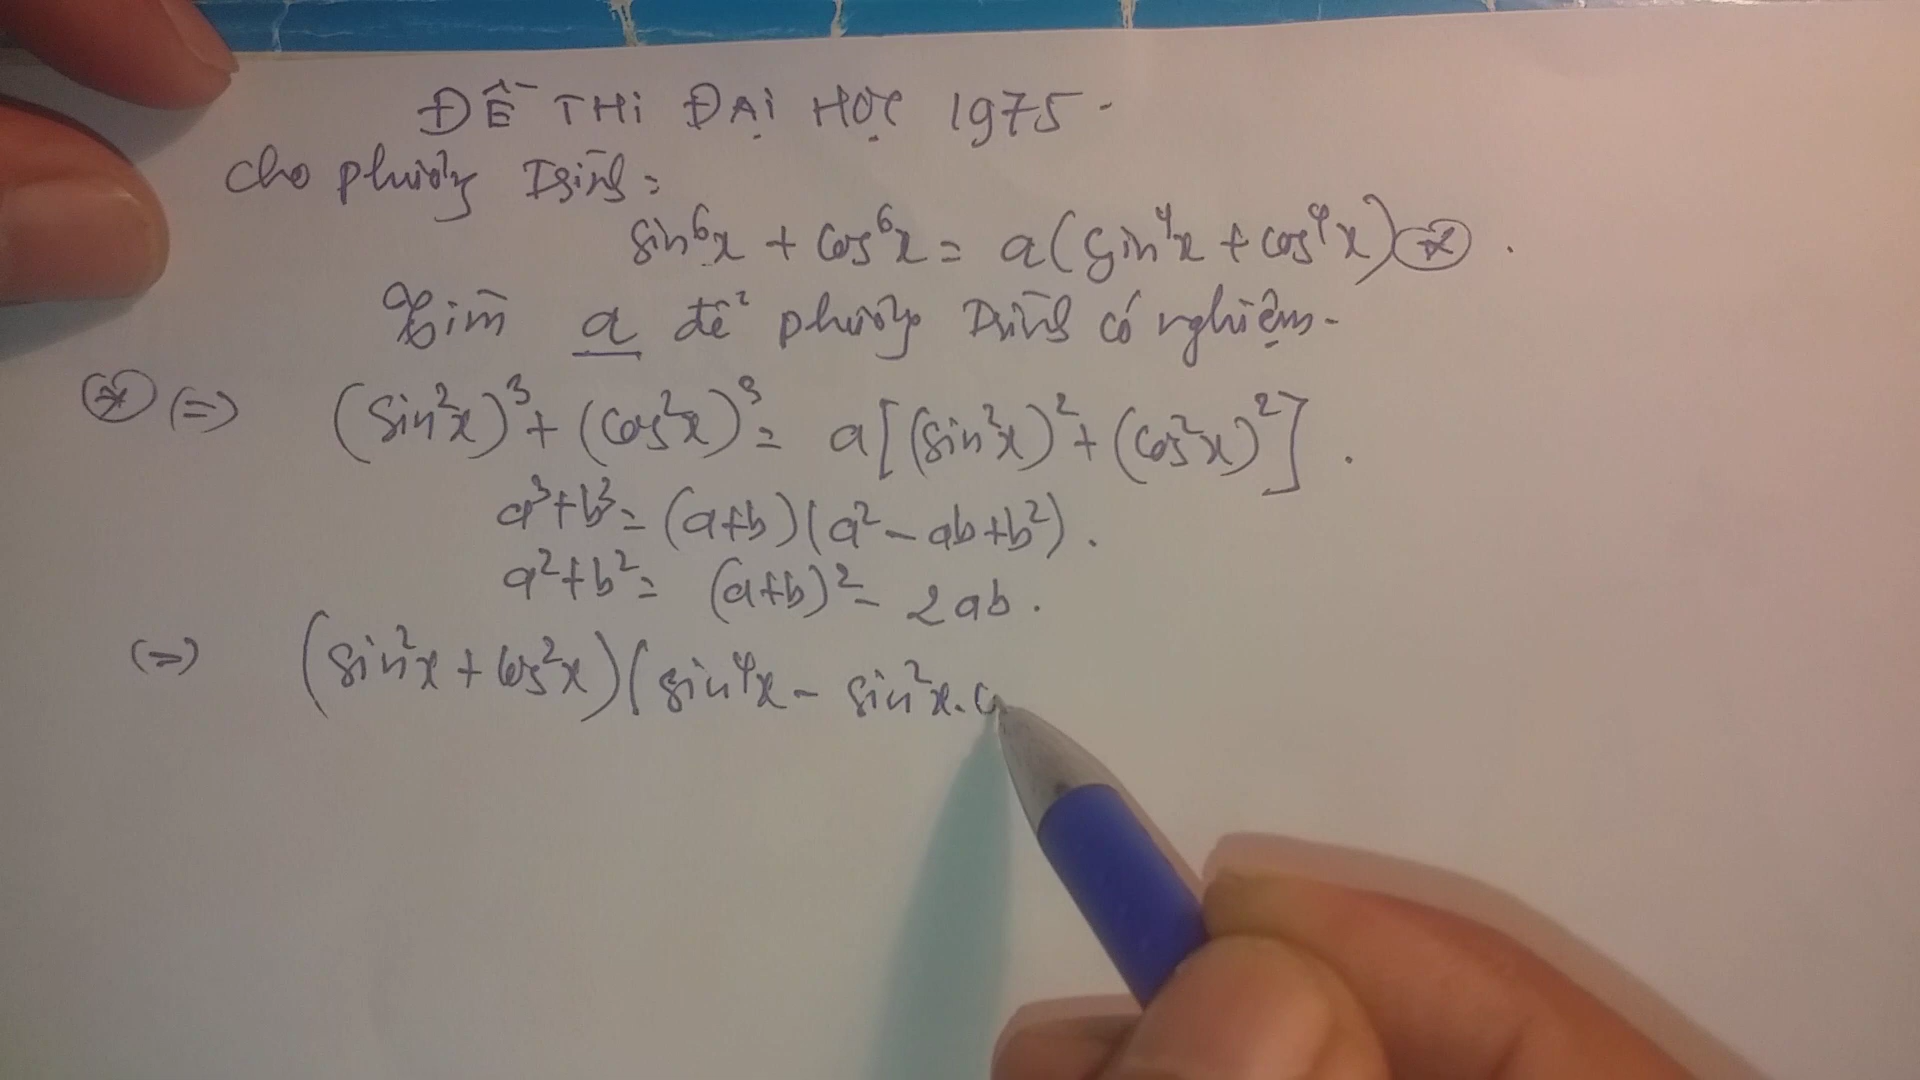 ĐỀ THi ĐẠi HỌC 1975-
Cho phương Trình:
sin⁶x + cos⁶x = a(sin⁴x + cos⁴x) (*) .
Tìm a để phương Trình có nghiệm-
(*) (=) (sin²x)³ + (cos²x)³ = a[(sin²x)² + (cos²x)²] .
a³+b³ = (a+b)(a²-ab+b²) .
a²+b² = (a+b)² - 2ab .
(=) (sin²x + cos²x)(sin⁴x - sin²x.c